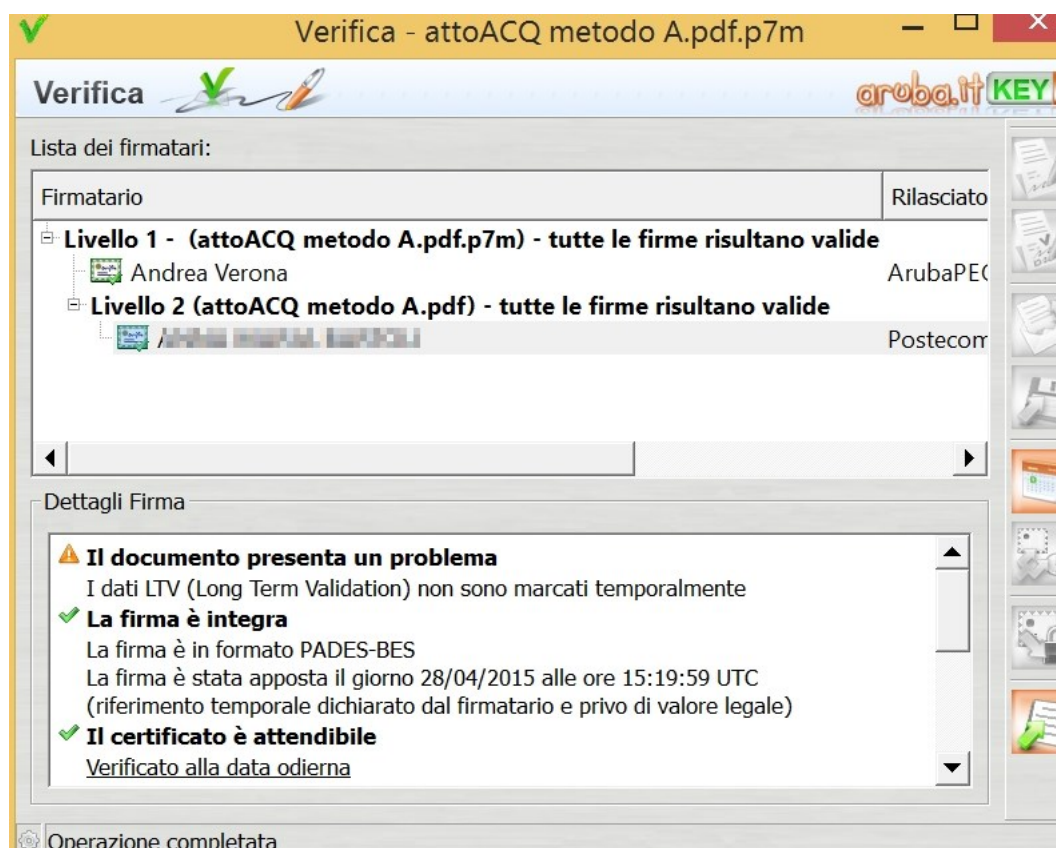 Verifica - attoACQ metodo A.pdf.p7m
Verifica
aruba.it KEY
Lista dei firmatari:
Firmatario Rilasciato
Livello 1 - (attoACQ metodo A.pdf.p7m) - tutte le firme risultano valide
Andrea Verona ArubaPEC
Livello 2 (attoACQ metodo A.pdf) - tutte le firme risultano valide
Postecom
Dettagli Firma
Il documento presenta un problema
I dati LTV (Long Term Validation) non sono marcati temporalmente
La firma è integra
La firma è in formato PADES-BES
La firma è stata apposta il giorno 28/04/2015 alle ore 15:19:59 UTC
(riferimento temporale dichiarato dal firmatario e privo di valore legale)
Il certificato è attendibile
Verificato alla data odierna
Operazione completata